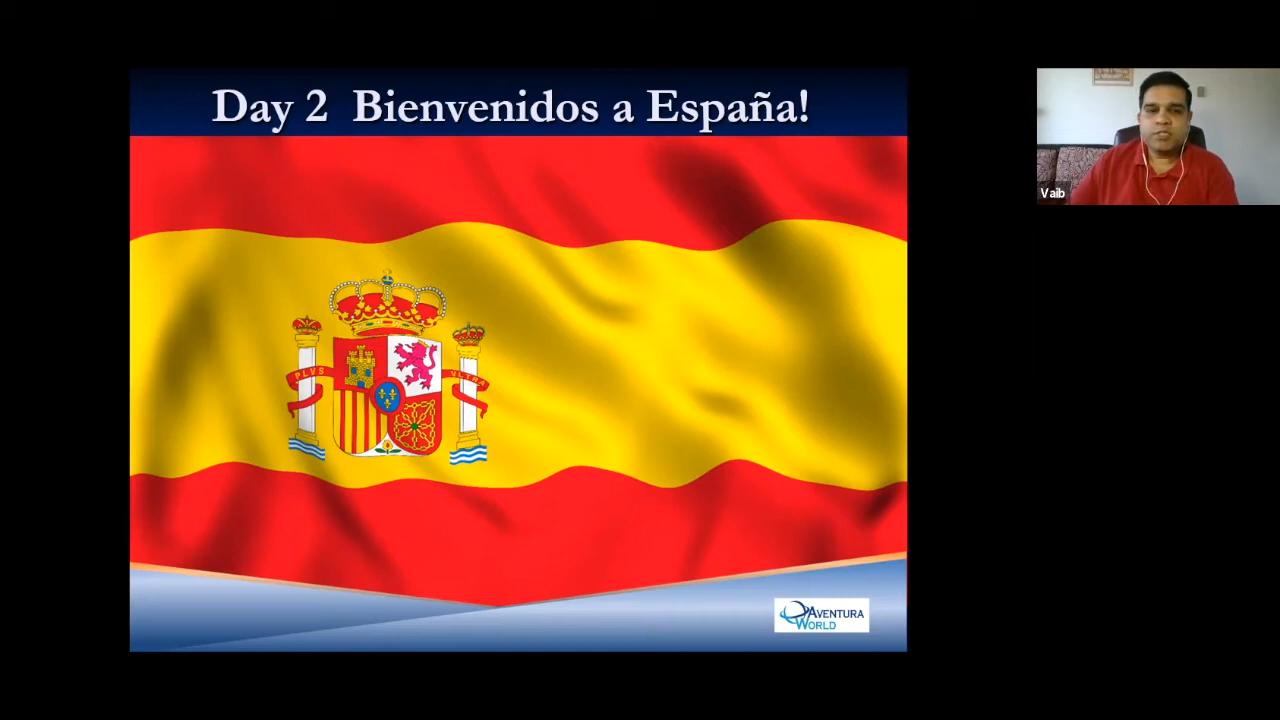 Day 2 Bienvenidos a España!
PLVS
VLTRA
AVENTURA
WORLD
Vaib